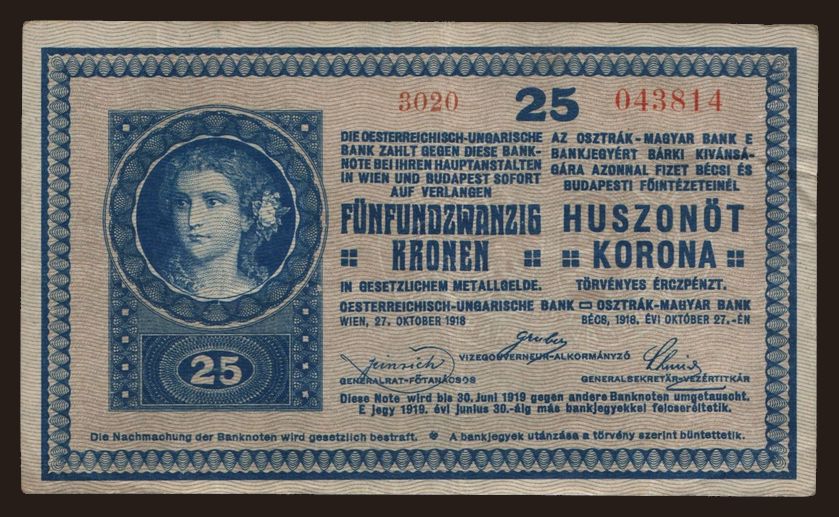 3020 25 043814
DIE OESTERREICHISCH-UNGARISCHE
BANK ZAHLT GEGEN DIESE BANK-
NOTE BEI IHREN HAUPTANSTALTEN
IN WIEN UND BUDAPEST SOFORT
AUF VERLANGEN
FÜNFUNDZWANZIG
KRONEN
IN GESETZLICHEM METALLGELDE.
AZ OSZTRÁK-MAGYAR BANK E
BANKJEGYÉRT BÁRKI KIVÁNSÁ-
GÁRA AZONNAL FIZET BÉCSI ÉS
BUDAPESTI FŐINTÉZETEINÉL
HUSZONÖT
KORONA
TÖRVÉNYES ÉRCZPÉNZT.
OESTERREICHISCH-UNGARISCHE BANK OSZTRÁK-MAGYAR BANK
WIEN, 27. OKTOBER 1918
BÉCS, 1918. ÉVI OKTÓBER 27.-ÉN
Gruber
VIZEGOUVERNEUR-ALKORMÁNYZÓ
GENERALRAT-FŐTANÁCSOS
GENERALSEKRETÄR-VEZÉRTITKÁR
25
Diese Note wird bis 30. Juni 1919 gegen andere Banknoten umgetauscht.
E jegy 1919. évi junius 30.-áig más bankjegyekkel felcseréltetik.
Die Nachmachung der Banknoten wird gesetzlich bestraft. A bankjegyek utánzása a törvény szerint büntettetik.